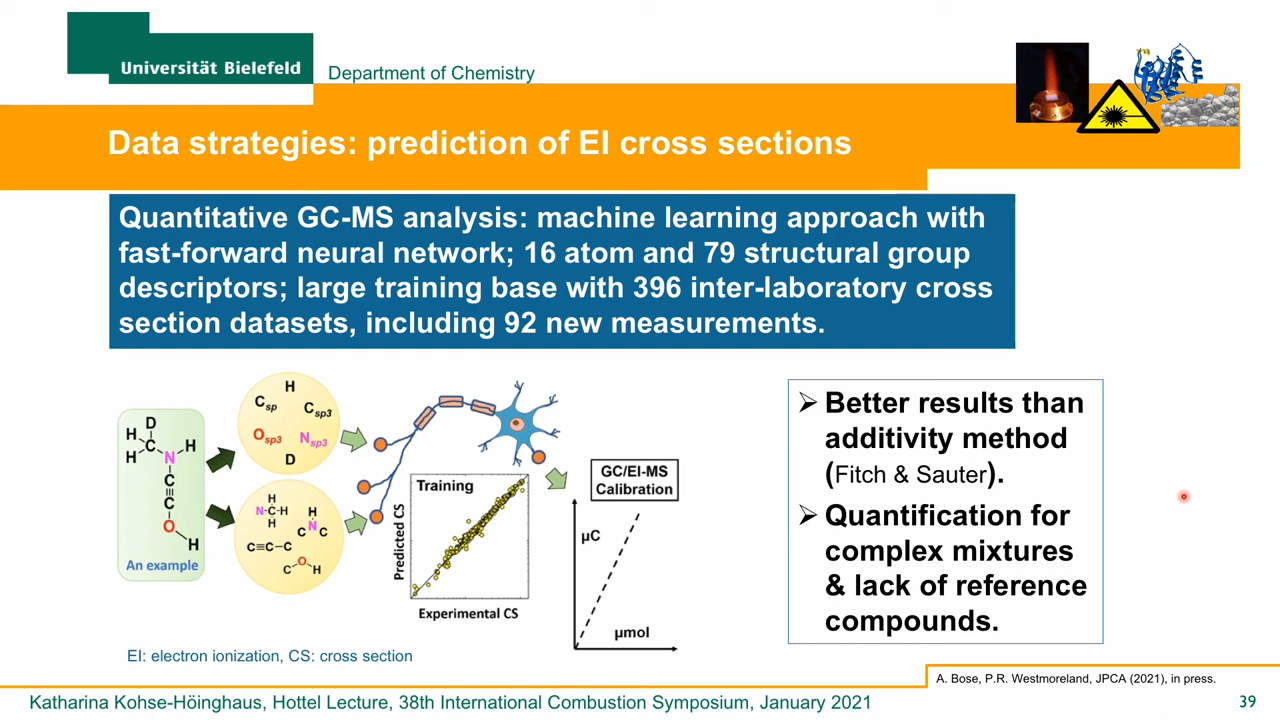 Universität Bielefeld
Department of Chemistry
Data strategies: prediction of EI cross sections
Quantitative GC-MS analysis: machine learning approach with
fast-forward neural network; 16 atom and 79 structural group
descriptors; large training base with 396 inter-laboratory cross
section datasets, including 92 new measurements.
D
H
C
H
H
N
C
C
O
H
An example
H
Csp
Csp3
Osp3
Nsp3
D
H
N-C-H
H
H
N
C C
C≡C-C
O
C H
Training
Predicted CS
Experimental CS
GC/EI-MS
Calibration
µC
µmol
➢ Better results than
additivity method
(Fitch & Sauter).
➢ Quantification for
complex mixtures
& lack of reference
compounds.
EI: electron ionization, CS: cross section
A. Bose, P.R. Westmoreland, JPCA (2021), in press.
Katharina Kohse-Höinghaus, Hottel Lecture, 38th International Combustion Symposium, January 2021
39